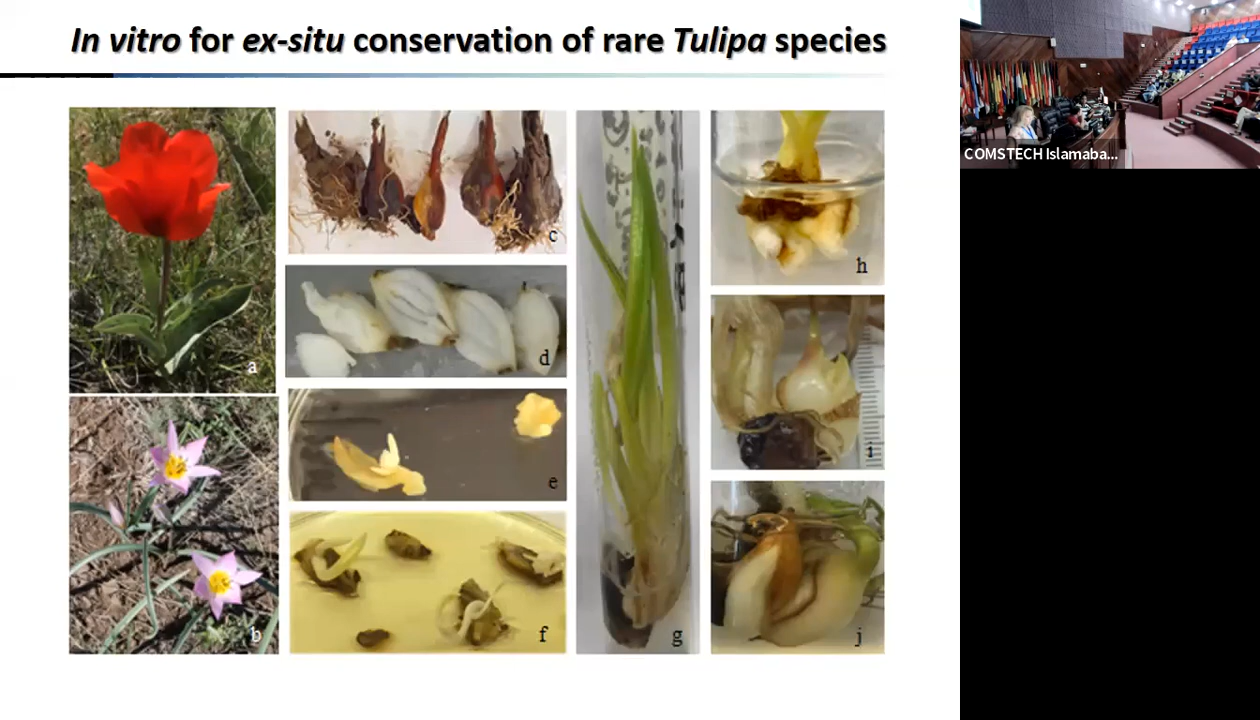 In vitro for ex-situ conservation of rare Tulipa species
a
b
c
d
e
f
g
h
i
j
COMSTECH Islamaba...